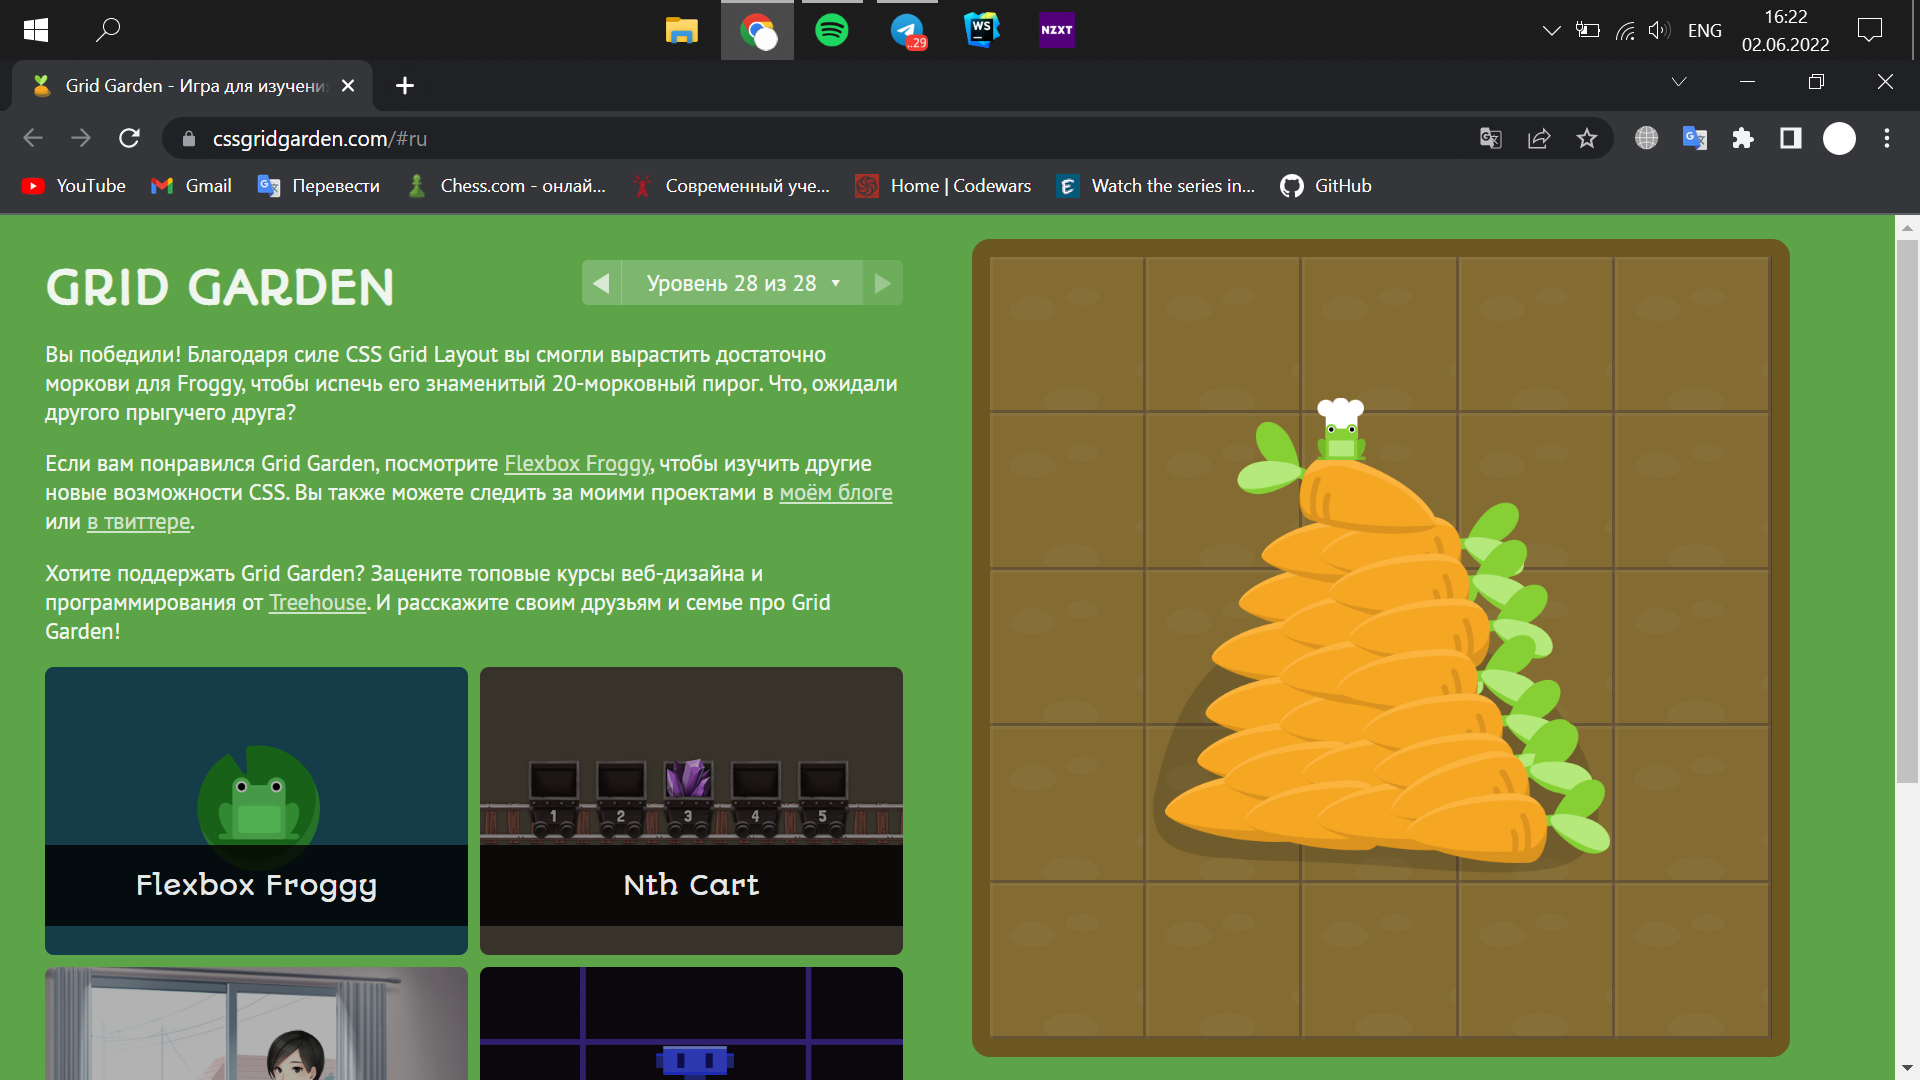 ..29
WS
NZXT
ENG
16:22
02.06.2022
Grid Garden - Игра для изучени
cssgridgarden.com/#ru
YouTube
Gmail
Перевести
Chess.com - онлай...
Современный уче...
Home | Codewars
Watch the series in...
GitHub
GRID GARDEN
Уровень 28 из 28
Вы победили! Благодаря силе CSS Grid Layout вы смогли вырастить достаточно
моркови для Froggy, чтобы испечь его знаменитый 20-морковный пирог. Что, ожидали
другого прыгучего друга?
Если вам понравился Grid Garden, посмотрите Flexbox Froggy, чтобы изучить другие
новые возможности CSS. Вы также можете следить за моими проектами в моём блоге
или в твиттере.
Хотите поддержать Grid Garden? Зацените топовые курсы веб-дизайна и
программирования от Treehouse. И расскажите своим друзьям и семье про Grid
Garden!
1 2 3 4 5
Flexbox Froggy
Nth Cart